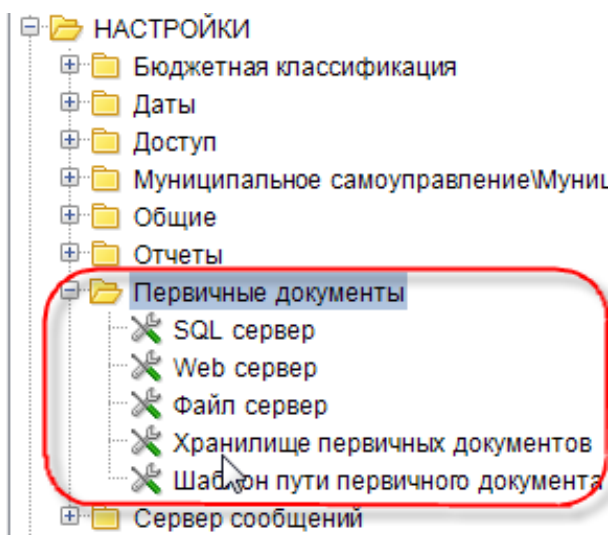 НАСТРОЙКИ
Бюджетная классификация
Даты
Доступ
Муниципальное самоуправление\Муниц
Общие
Отчеты
Первичные документы
SQL сервер
Web сервер
Файл сервер
Хранилище первичных документов
Шаблон пути первичного документа
Сервер сообщений